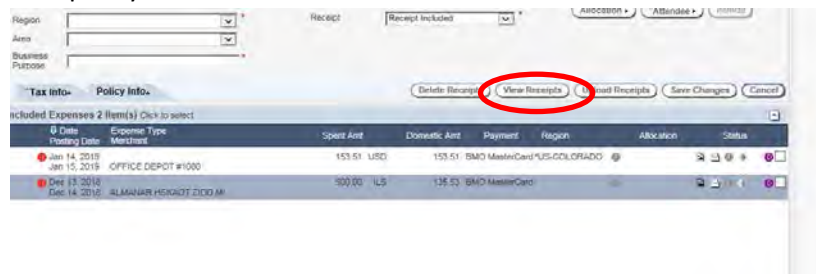 Region * Receipt Receipt Included * Allocation Attendee
Area
Business
Purpose *
Tax Info Policy Info Delete Receipts View Receipts Upload Receipts Save Changes Cancel
Included Expenses 2 Item(s) Click to select
Date Expense Type
Posting Date Merchant Spent Amt Domestic Amt Payment Region Allocation Status
Jan 14, 2019 153.51 USD 153.51 BMO MasterCard *US-COLORADO
Jan 15, 2019 OFFICE DEPOT #1080
Dec 13, 2018 500.00 ILS 135.53 BMO MasterCard
Dec 14, 2018